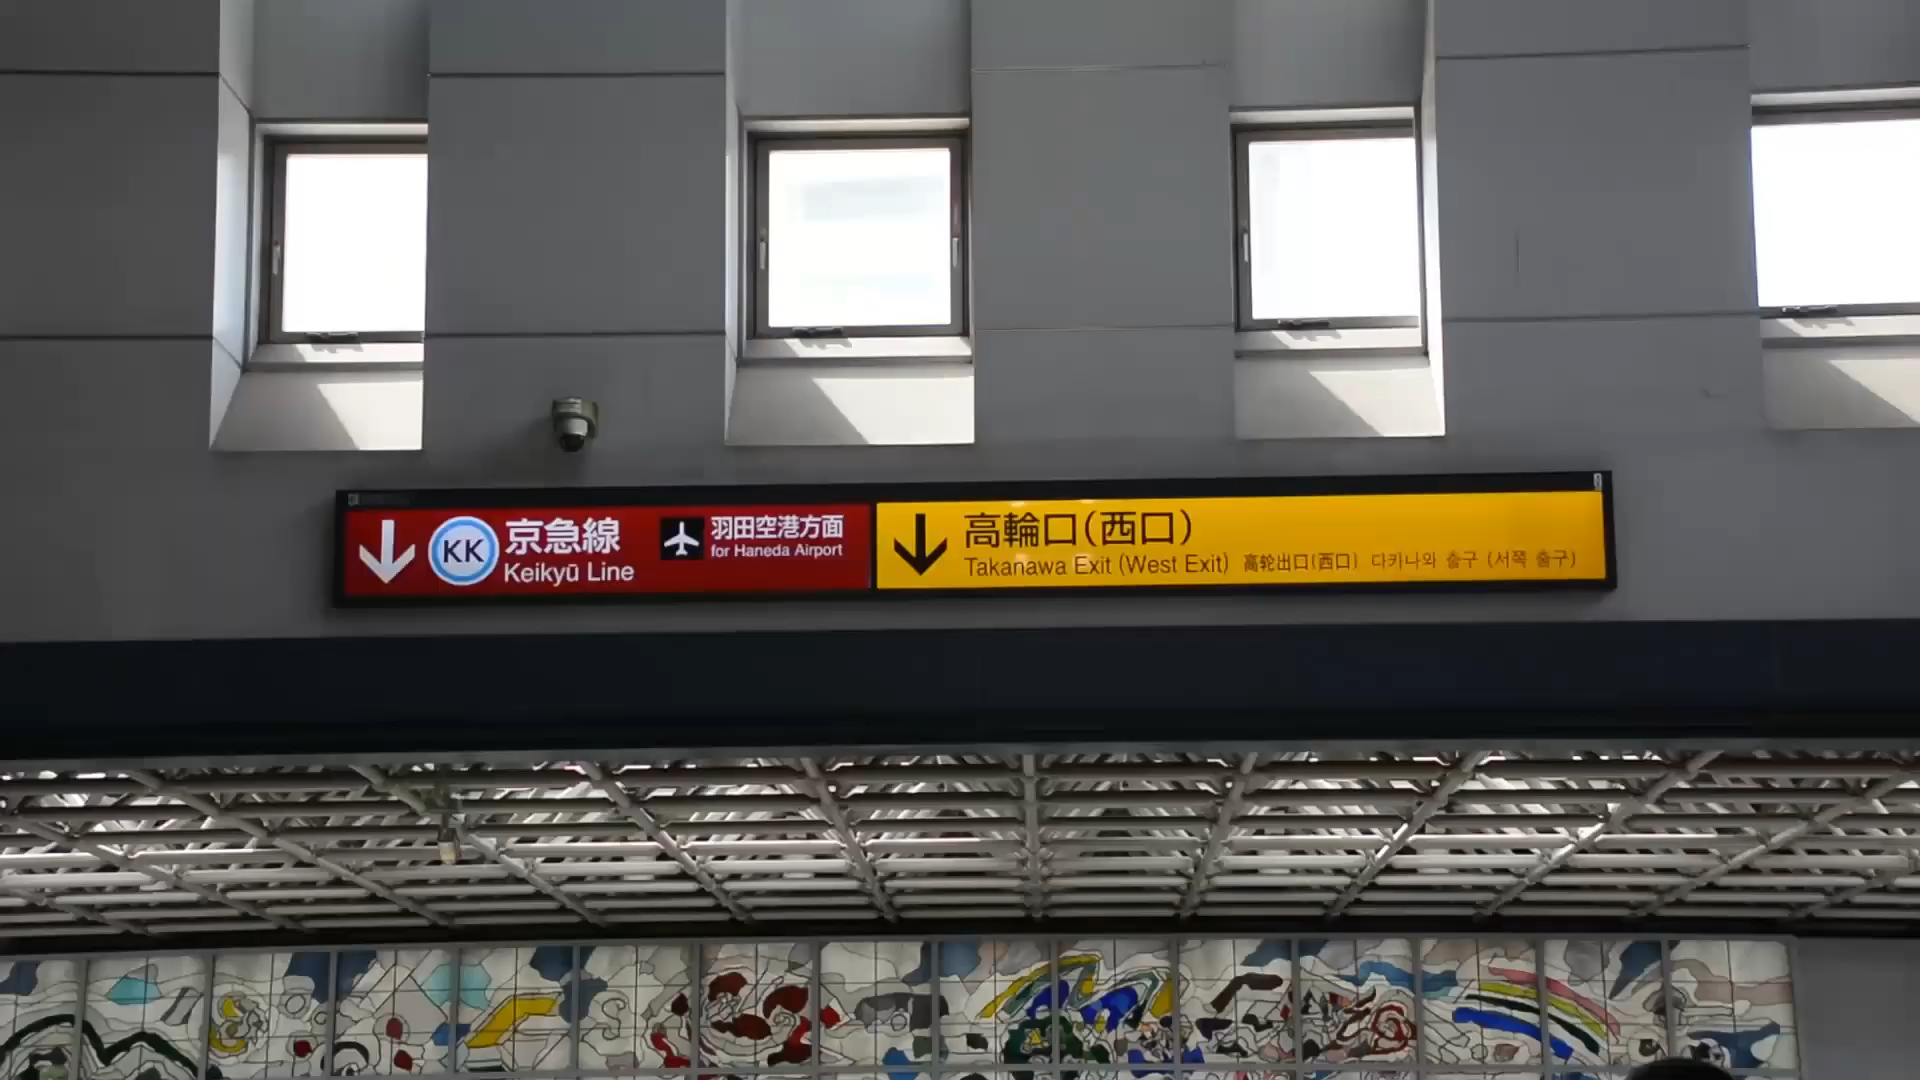 KK
京急線
Keikyū Line
羽田空港方面
for Haneda Airport
高輪口(西口)
Takanawa Exit (West Exit) 高轮出口(西口) 다카나와 출구 (서쪽 출구)